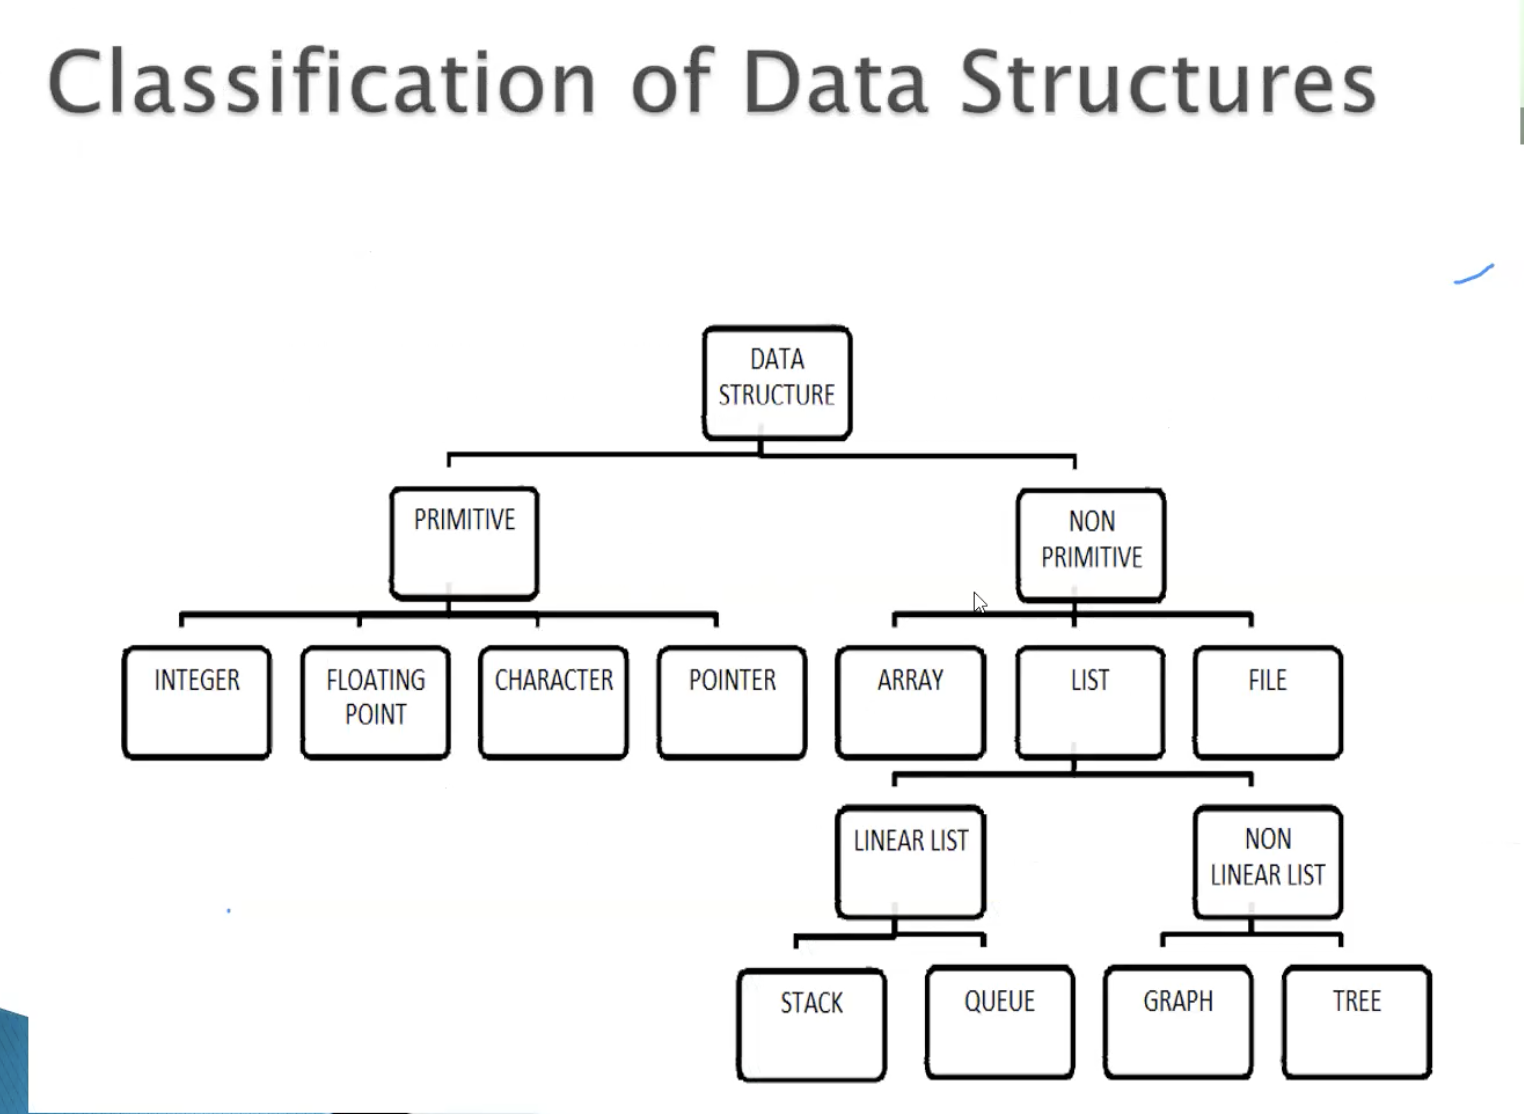 Classification of Data Structures
DATA
STRUCTURE
PRIMITIVE
NON
PRIMITIVE
INTEGER
FLOATING
POINT
CHARACTER
POINTER
ARRAY
LIST
FILE
LINEAR LIST
NON
LINEAR LIST
STACK
QUEUE
GRAPH
TREE